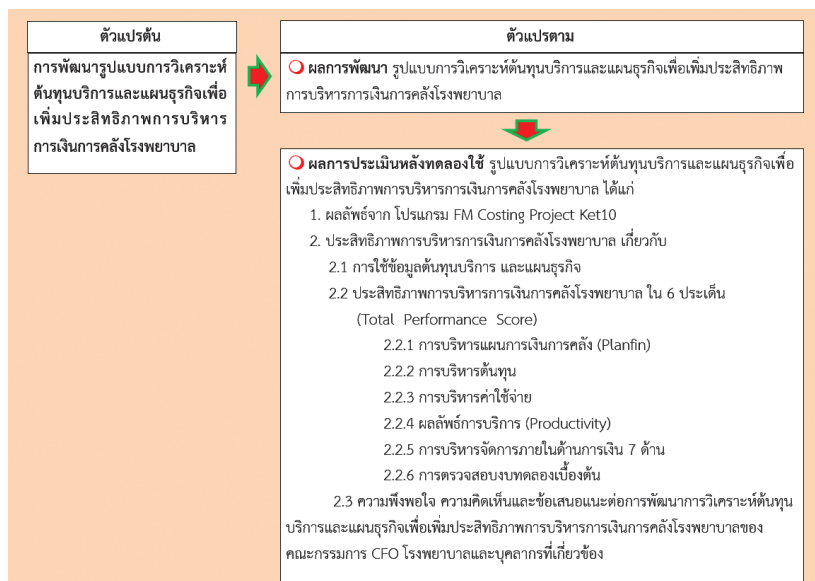 ตัวแปรต้น
การพัฒนารูปแบบการวิเคราะห์
ต้นทุนบริการและแผนธุรกิจเพื่อ
เพิ่มประสิทธิภาพการบริหาร
การเงินการคลังโรงพยาบาล
ตัวแปรตาม
ผลการพัฒนา รูปแบบการวิเคราะห์ต้นทุนบริการและแผนธุรกิจเพื่อเพิ่มประสิทธิภาพ
การบริหารการเงินการคลังโรงพยาบาล
ผลการประเมินหลังทดลองใช้ รูปแบบการวิเคราะห์ต้นทุนบริการและแผนธุรกิจเพื่อ
เพิ่มประสิทธิภาพการบริหารการเงินการคลังโรงพยาบาล ได้แก่
1. ผลลัพธ์จาก โปรแกรม FM Costing Project Ket10
2. ประสิทธิภาพการบริหารการเงินการคลังโรงพยาบาล เกี่ยวกับ
2.1 การใช้ข้อมูลต้นทุนบริการ และแผนธุรกิจ
2.2 ประสิทธิภาพการบริหารการเงินการคลังโรงพยาบาล ใน 6 ประเด็น
(Total Performance Score)
2.2.1 การบริหารแผนการเงินการคลัง (Planfin)
2.2.2 การบริหารต้นทุน
2.2.3 การบริหารค่าใช้จ่าย
2.2.4 ผลลัพธ์การบริการ (Productivity)
2.2.5 การบริหารจัดการภายในด้านการเงิน 7 ด้าน
2.2.6 การตรวจสอบงบทดลองเบื้องต้น
2.3 ความพึงพอใจ ความคิดเห็นและข้อเสนอแนะต่อการพัฒนาการวิเคราะห์ต้นทุน
บริการและแผนธุรกิจเพื่อเพิ่มประสิทธิภาพการบริหารการเงินการคลังโรงพยาบาลของ
คณะกรรมการ CFO โรงพยาบาลและบุคลากรที่เกี่ยวข้อง